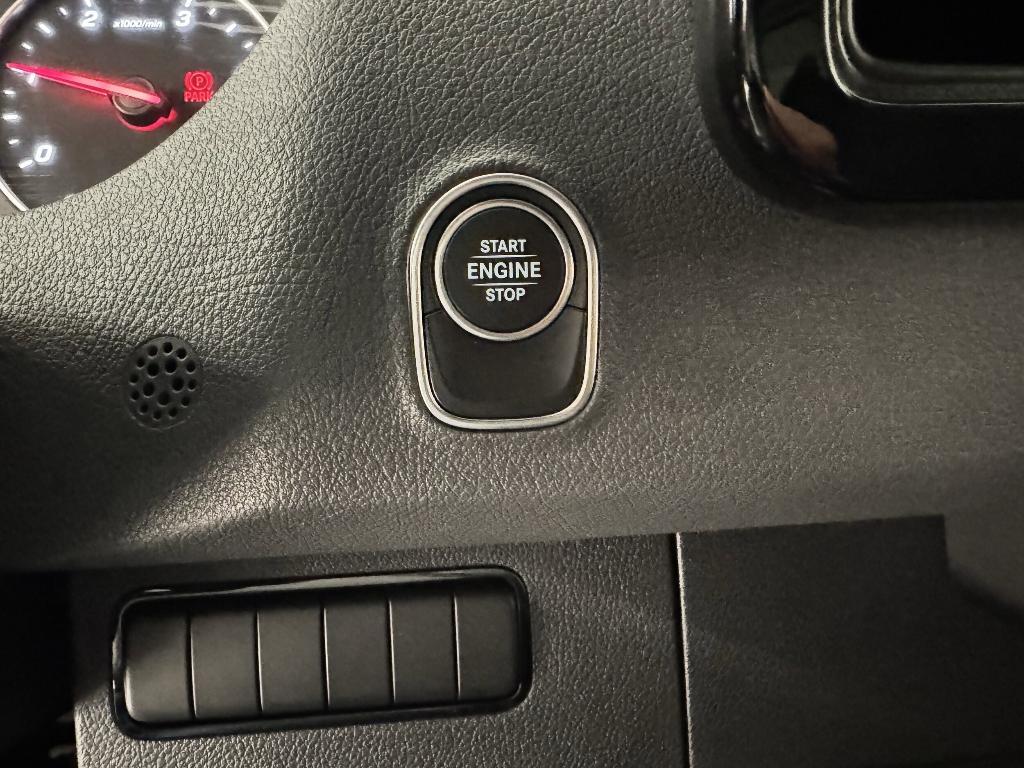 2
3
x1000/min
(P)
PARK
0
START
ENGINE
STOP